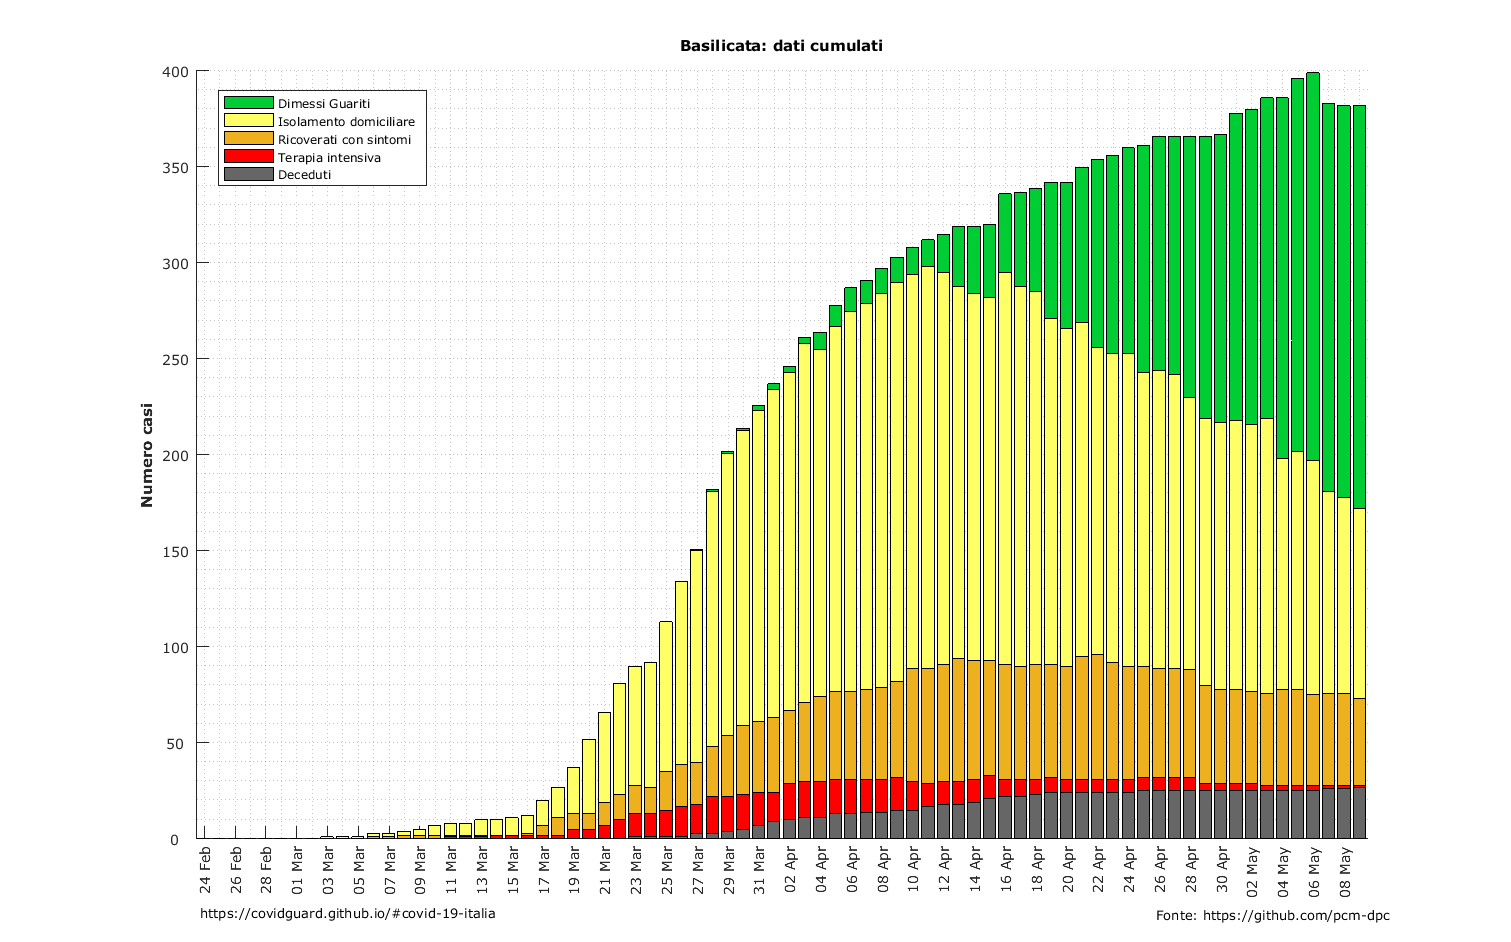 Basilicata: dati cumulati
400
350
300
250
200
150
100
50
0
Numero casi
Dimessi Guariti
Isolamento domiciliare
Ricoverati con sintomi
Terapia intensiva
Deceduti
24 Feb
26 Feb
28 Feb
01 Mar
03 Mar
05 Mar
07 Mar
09 Mar
11 Mar
13 Mar
15 Mar
17 Mar
19 Mar
21 Mar
23 Mar
25 Mar
27 Mar
29 Mar
31 Mar
02 Apr
04 Apr
06 Apr
08 Apr
10 Apr
12 Apr
14 Apr
16 Apr
18 Apr
20 Apr
22 Apr
24 Apr
26 Apr
28 Apr
30 Apr
02 May
04 May
06 May
08 May
https://covidguard.github.io/#covid-19-italia
Fonte: https://github.com/pcm-dpc